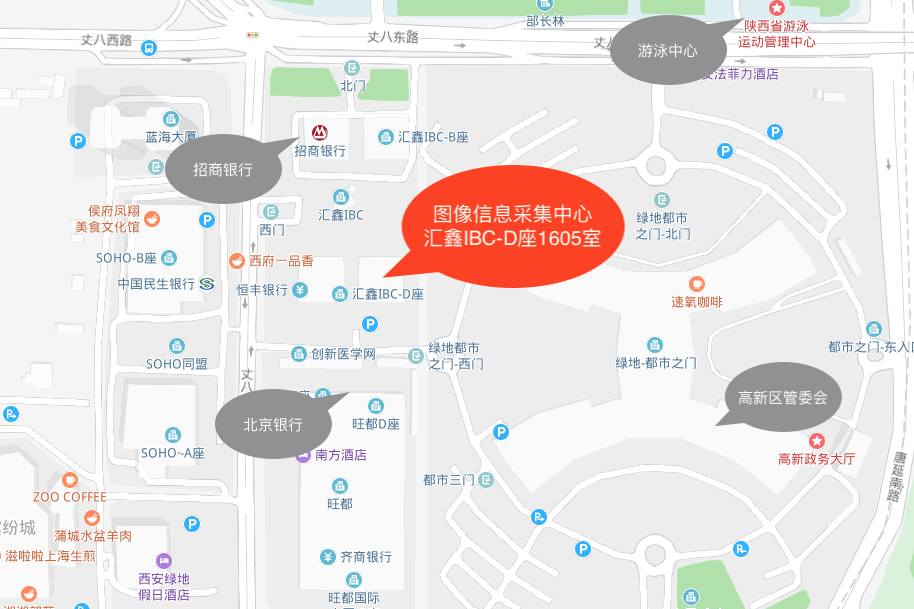 部长林
陕西省游泳
运动管理中心
丈八西路
丈八东路
丈八
游泳中心
法菲力酒店
北门
蓝海大厦
招商银行
汇鑫IBC-B座
招商银行
图像信息采集中心
汇鑫IBC-D座1605室
侯府凤翔
美食文化馆
汇鑫IBC
西门
绿地都市
之门-北门
SOHO-B座
西府一品香
中国民生银行
恒丰银行
汇鑫IBC-D座
速氧咖啡
SOHO同盟
创新医学网
绿地都市
之门-西门
绿地-都市之门
都市之门-东入口
丈八
座
北京银行
旺都D座
高新区管委会
SOHO-A座
南方酒店
高新政务大厅
唐延南路
都市三门
ZOO COFFEE
旺都
缤纷城
蒲城水盆羊肉
滋啦啦上海生煎
齐商银行
西安绿地
假日酒店
旺都国际